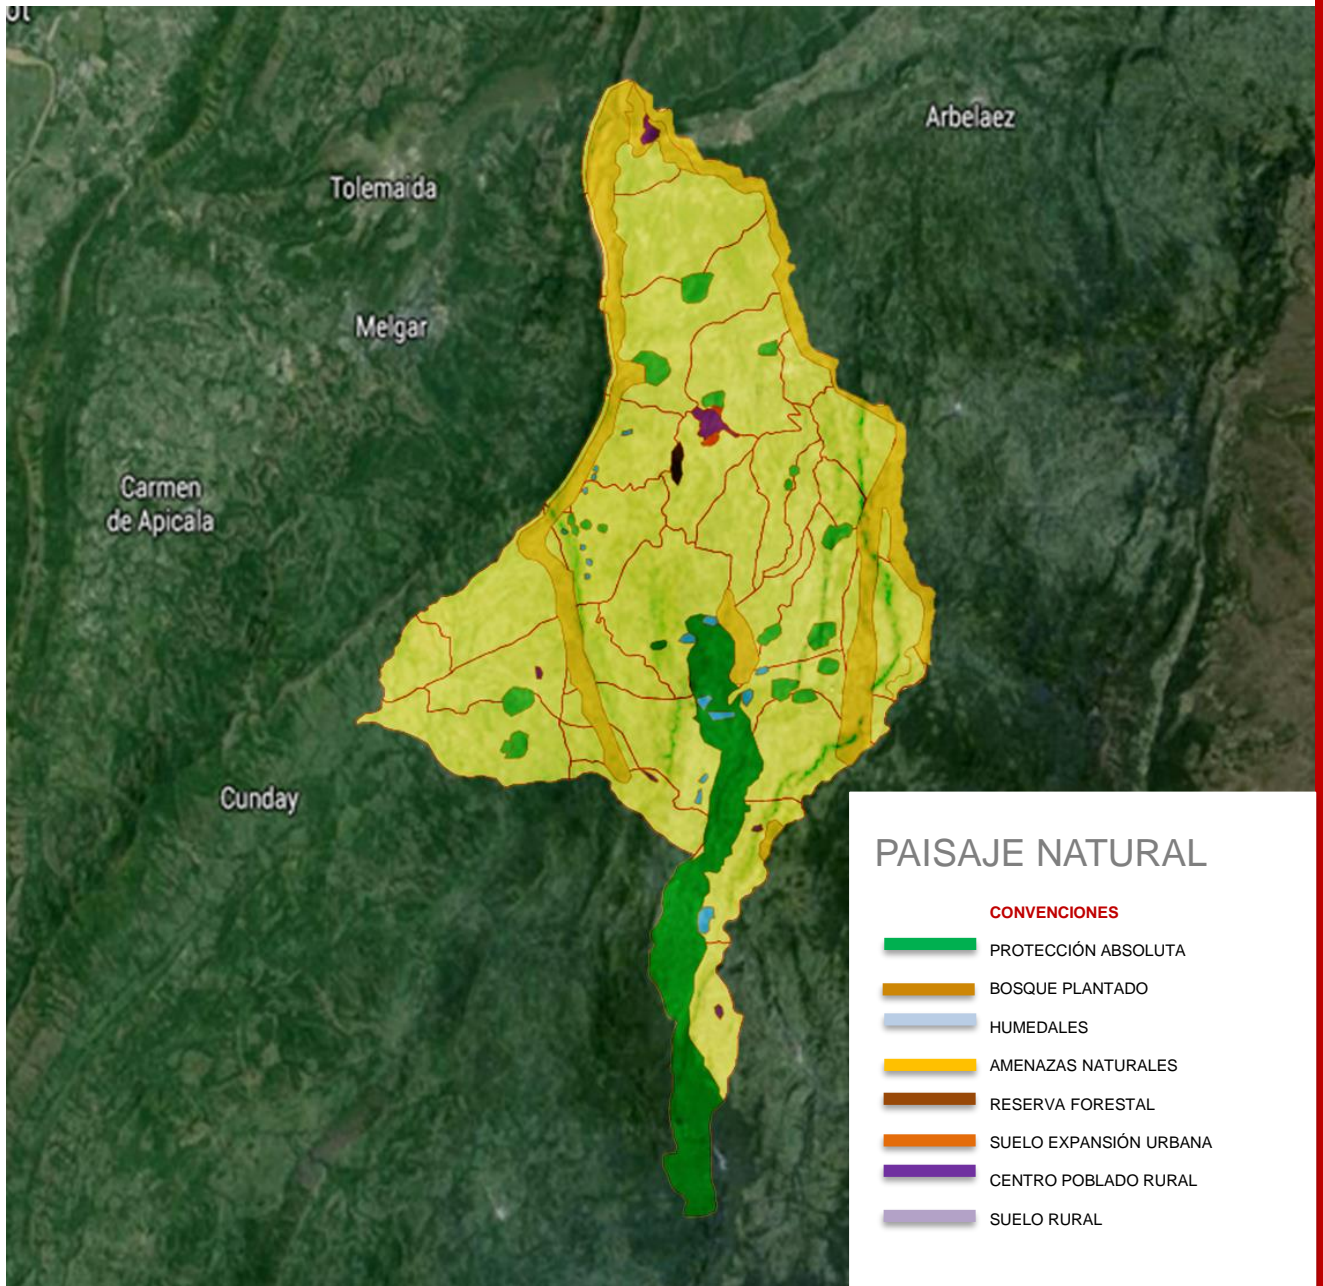 Arbelaez
Tolemaida
Melgar
Carmen
de Apicala
Cunday
PAISAJE NATURAL
CONVENCIONES
PROTECCIÓN ABSOLUTA
BOSQUE PLANTADO
HUMEDALES
AMENAZAS NATURALES
RESERVA FORESTAL
SUELO EXPANSIÓN URBANA
CENTRO POBLADO RURAL
SUELO RURAL